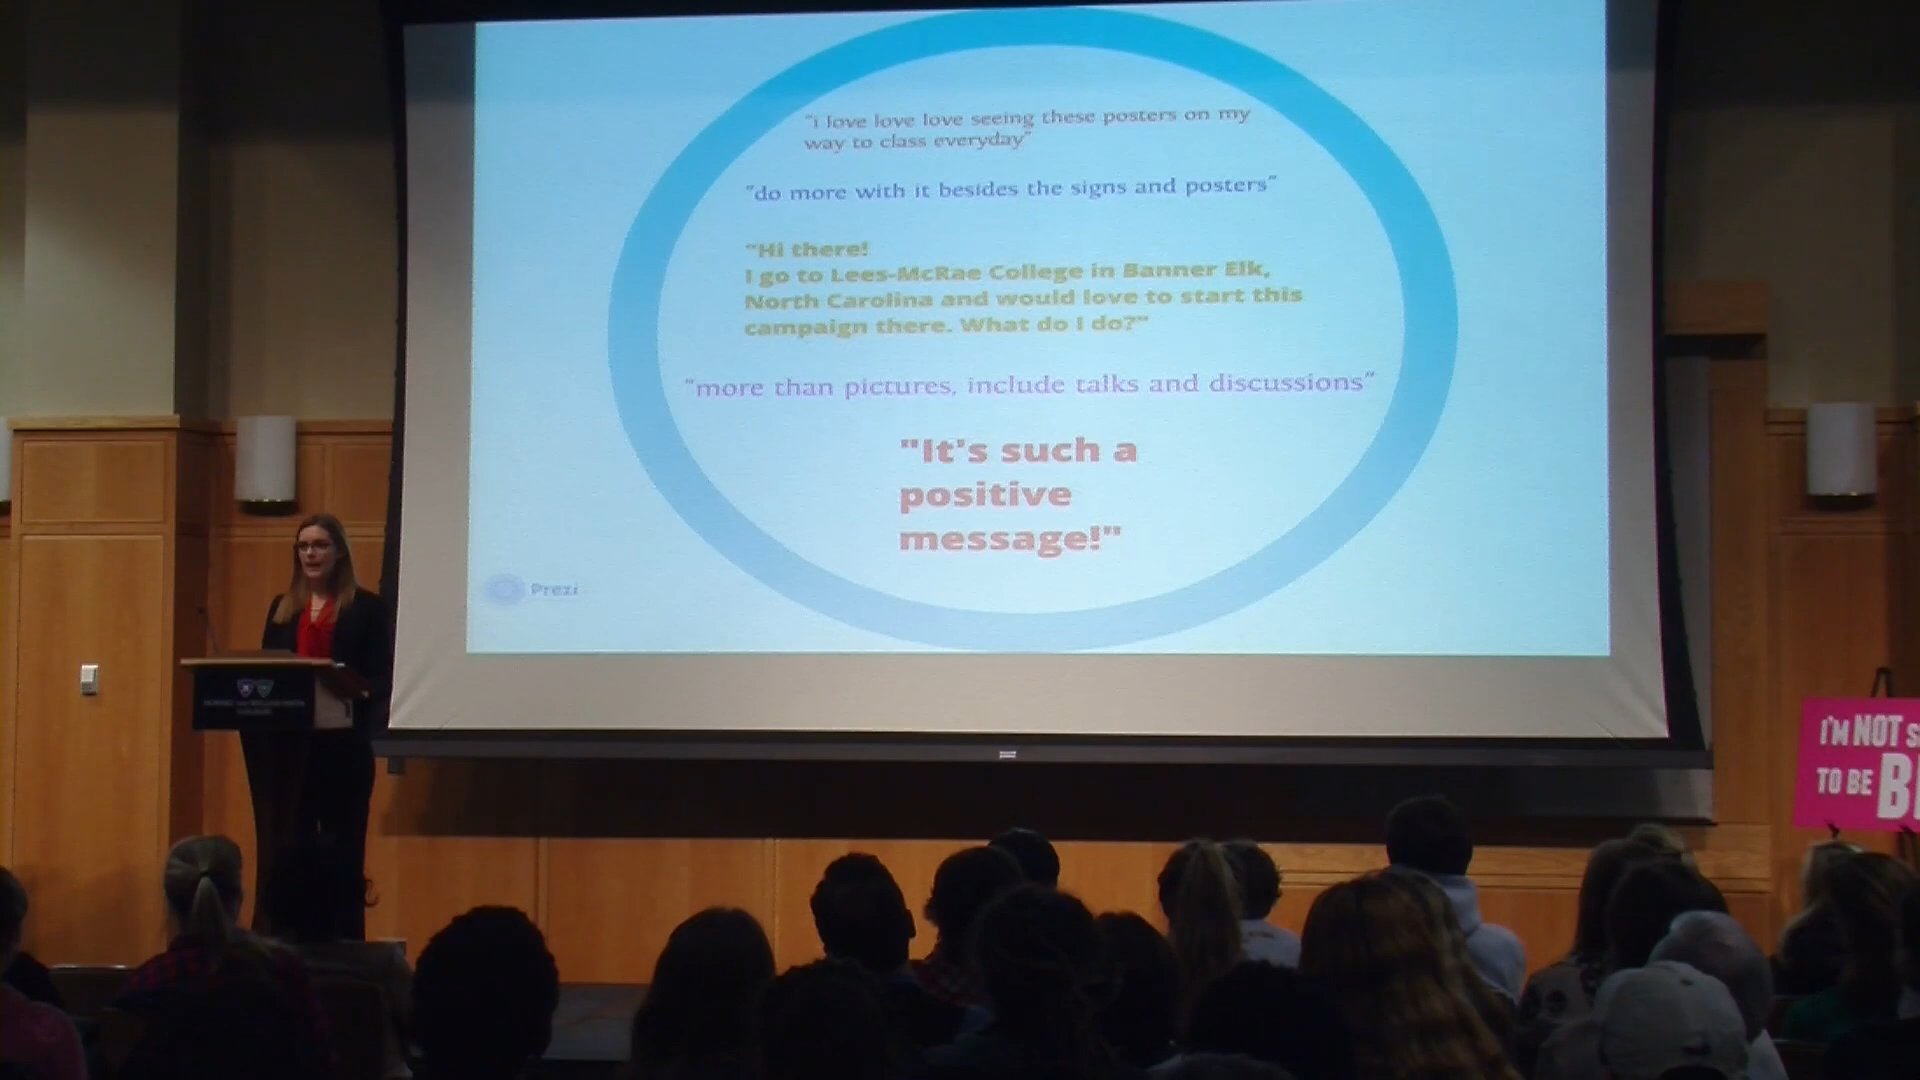 "i love love love seeing these posters on my
way to class everyday"
"do more with it besides the signs and posters"
"Hi there!
I go to Lees-McRae College in Banner Elk,
North Carolina and would love to start this
campaign there. What do I do?"
"more than pictures, include talks and discussions"
"It's such a
positive
message!"
Prezi
I'M NOT
TO BE